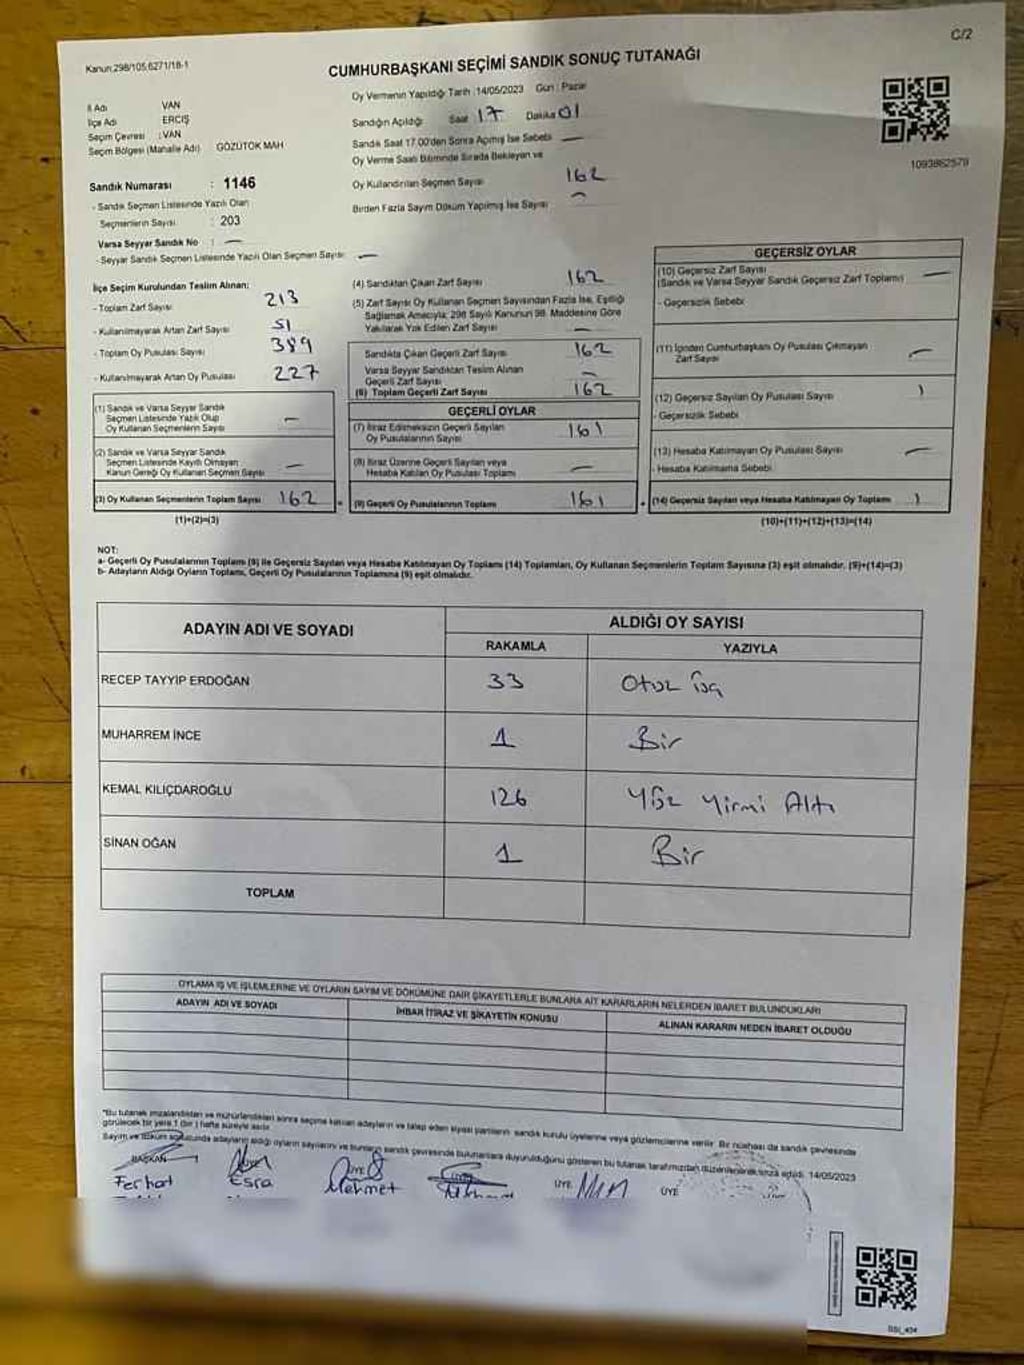 C/2
Kanun;298/105,6271/18-1
CUMHURBAŞKANI SEÇİMİ SANDIK SONUÇ TUTANAĞI
İl Adı VAN
İlçe Adı ERCİŞ
Seçim Çevresi : VAN
Seçim Bölgesi (Mahalle Adı) GÖZÜTOK MAH
Sandık Numarası : 1146
- Sandık Seçmen Listesinde Yazılı Olan
Seçmenlerin Sayısı : 203
Varsa Seyyar Sandık No : —
- Seyyar Sandık Seçmen Listesinde Yazılı Olan Seçmen Sayısı: —
Oy Vermenin Yapıldığı Tarih : 14/05/2023 Gün : Pazar
Sandığın Açıldığı Saat 17 Dakika 01
Sandık Saat 17.00'den Sonra Açılmış İse Sebebi —
Oy Verme Saati Bitiminde Sırada Bekleyen ve
Oy Kullandırılan Seçmen Sayısı 162
Birden Fazla Sayım Döküm Yapılmış İse Sayısı —
1093862579
İlçe Seçim Kurulundan Teslim Alınan:
- Toplam Zarf Sayısı 213
- Kullanılmayarak Artan Zarf Sayısı 51
- Toplam Oy Pusulası Sayısı 389
- Kullanılmayarak Artan Oy Pusulası 227
(1) Sandık ve Varsa Seyyar Sandık
Seçmen Listesinde Yazılı Olup
Oy Kullanan Seçmenlerin Sayısı —
(2) Sandık ve Varsa Seyyar Sandık
Seçmen Listesinde Kayıtlı Olmayan
Kanun Gereği Oy Kullanan Seçmen Sayısı —
(3) Oy Kullanan Seçmenlerin Toplam Sayısı 162
(1)+(2)=(3)
(4) Sandıktan Çıkan Zarf Sayısı 162
(5) Zarf Sayısı Oy Kullanan Seçmen Sayısından Fazla İse, Eşitliği
Sağlamak Amacıyla; 298 Sayılı Kanunun 98. Maddesine Göre
Yakılarak Yok Edilen Zarf Sayısı —
Sandıkta Çıkan Geçerli Zarf Sayısı 162
Varsa Seyyar Sandıktan Teslim Alınan
Geçerli Zarf Sayısı —
(6) Toplam Geçerli Zarf Sayısı 162
GEÇERLİ OYLAR
(7) İtiraz Edilmeksizin Geçerli Sayılan
Oy Pusulalarının Sayısı 161
(8) İtiraz Üzerine Geçerli Sayılan veya
Hesaba Katılan Oy Pusulası Toplamı —
(9) Geçerli Oy Pusulalarının Toplamı 161
GEÇERSİZ OYLAR
(10) Geçersiz Zarf Sayısı
(Sandık ve Varsa Seyyar Sandık Geçersiz Zarf Toplamı) —
- Geçersizlik Sebebi
(11) İçinden Cumhurbaşkanı Oy Pusulası Çıkmayan
Zarf Sayısı —
(12) Geçersiz Sayılan Oy Pusulası Sayısı 1
- Geçersizlik Sebebi
(13) Hesaba Katılmayan Oy Pusulası Sayısı —
- Hesaba Katılmama Sebebi
(14) Geçersiz Sayılan veya Hesaba Katılmayan Oy Toplamı 1
(10)+(11)+(12)+(13)=(14)
NOT:
a- Geçerli Oy Pusulalarının Toplamı (9) ile Geçersiz Sayılan veya Hesaba Katılmayan Oy Toplamı (14) Toplamları, Oy Kullanan Seçmenlerin Toplam Sayısına (3) eşit olmalıdır. (9)+(14)=(3)
b- Adayların Aldığı Oyların Toplamı, Geçerli Oy Pusulalarının Toplamına (9) eşit olmalıdır.
ADAYIN ADI VE SOYADI ALDIĞI OY SAYISI
RAKAMLA YAZIYLA
RECEP TAYYİP ERDOĞAN 33 Otuz üç
MUHARREM İNCE 1 Bir
KEMAL KILIÇDAROĞLU 126 Yüz Yirmi Altı
SİNAN OĞAN 1 Bir
TOPLAM
OYLAMA İŞ VE İŞLEMLERİNE VE OYLARIN SAYIM VE DÖKÜMÜNE DAİR ŞİKAYETLERLE BUNLARA AİT KARARLARIN NELERDEN İBARET BULUNDUKLARI
ADAYIN ADI VE SOYADI İHBAR İTİRAZ VE ŞİKAYETİN KONUSU ALINAN KARARIN NEDEN İBARET OLDUĞU
*Bu tutanak imzalandıktan ve mühürlendikten sonra seçime katılan adayların ve talep eden siyasi partilerin sandık kurulu üyelerine veya gözlemcilerine verilir. Bir nüshası da sandık çevresinde
görülecek bir yere 1 (bir) hafta süreyle asılır.
Sayım ve döküm sonucunda adayların aldığı oyların sayılarını ve bunların sandık çevresinde bulunanlara duyurulduğunu gösteren bu tutanak tarafımızdan düzenlenerek imza edildi. 14/05/2023
BAŞKAN ÜYE ÜYE ÜYE
Ferhat Esra Mehmet